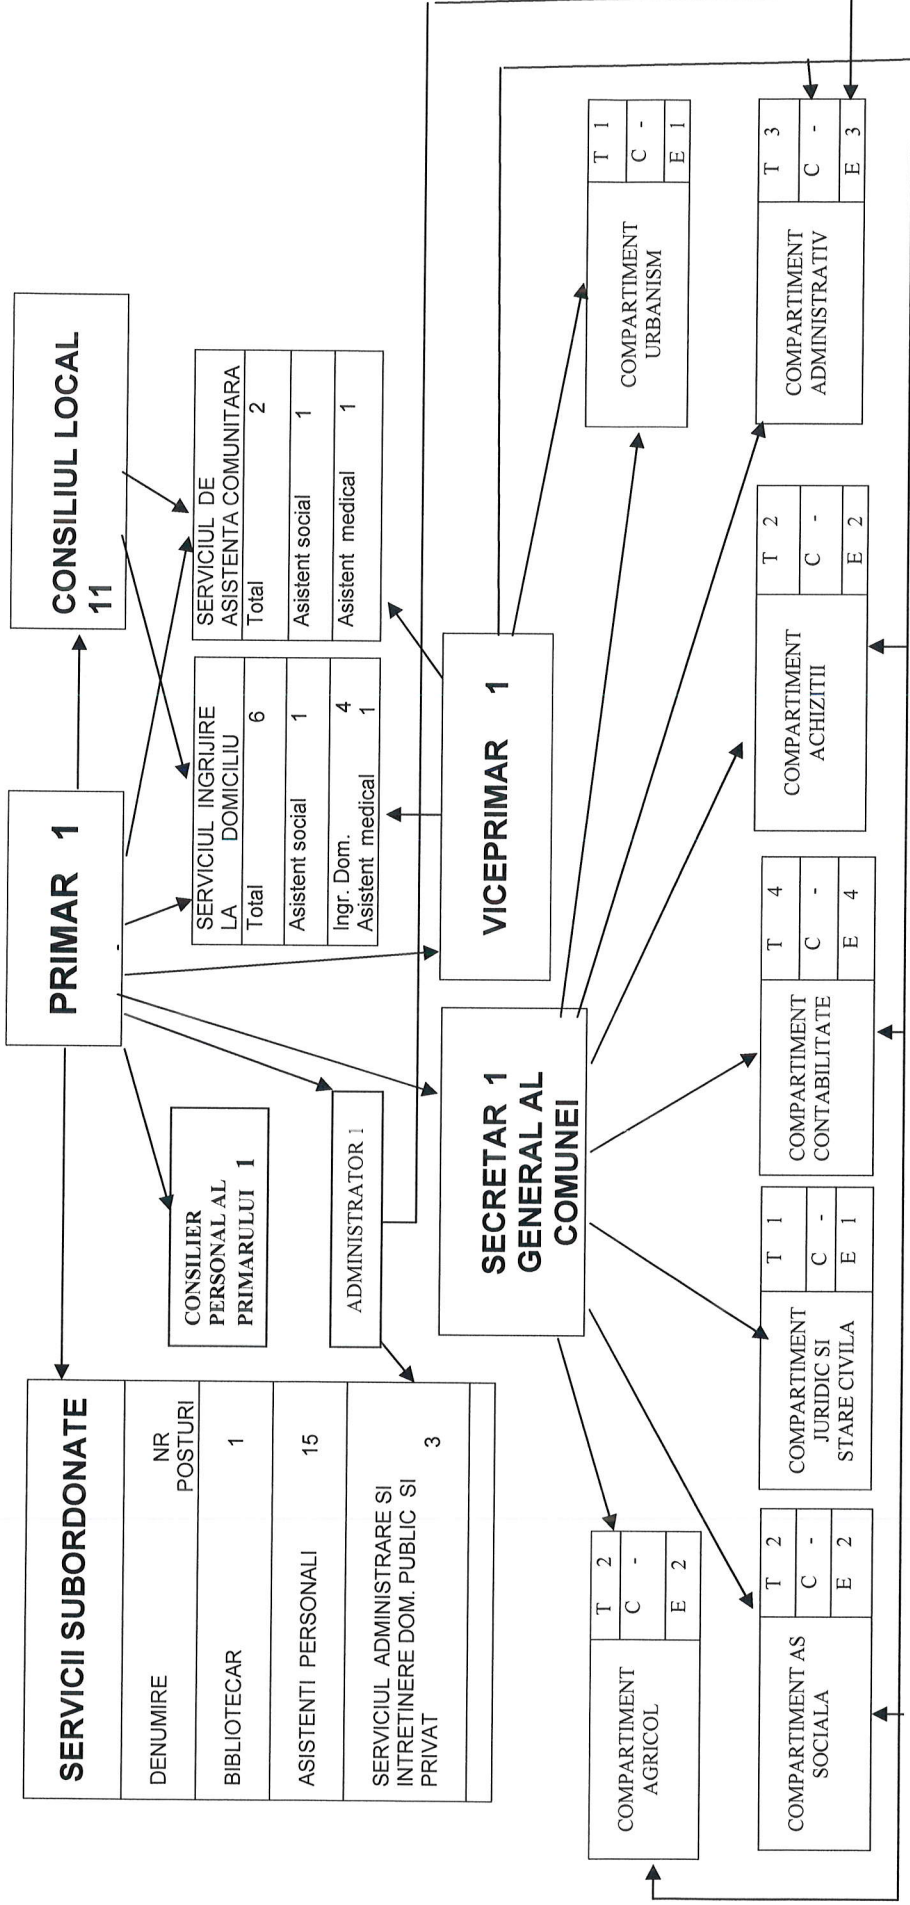 PRIMAR 1
-
CONSILIUL LOCAL
11
SERVICII SUBORDONATE
DENUMIRE NR
POSTURI
BIBLIOTECAR 1
ASISTENTI PERSONALI 15
SERVICIUL ADMINISTRARE SI
INTRETINERE DOM. PUBLIC SI
PRIVAT 3
CONSILIER
PERSONAL AL
PRIMARULUI 1
SERVICIUL INGRIJIRE
LA DOMICILIU
Total 6
Asistent social 1
Ingr. Dom. 4
Asistent medical 1
SERVICIUL DE
ASISTENTA COMUNITARA
Total 2
Asistent social 1
Asistent medical 1
ADMINISTRATOR 1
SECRETAR 1
GENERAL AL
COMUNEI
VICEPRIMAR 1
COMPARTIMENT
AGRICOL
T 2
C -
E 2
COMPARTIMENT
URBANISM
T 1
C -
E 1
COMPARTIMENT AS
SOCIALA
T 2
C -
E 2
COMPARTIMENT
JURIDIC SI
STARE CIVILA
T 1
C -
E 1
COMPARTIMENT
CONTABILITATE
T 4
C -
E 4
COMPARTIMENT
ACHIZITII
T 2
C -
E 2
COMPARTIMENT
ADMINISTRATIV
T 3
C -
E 3